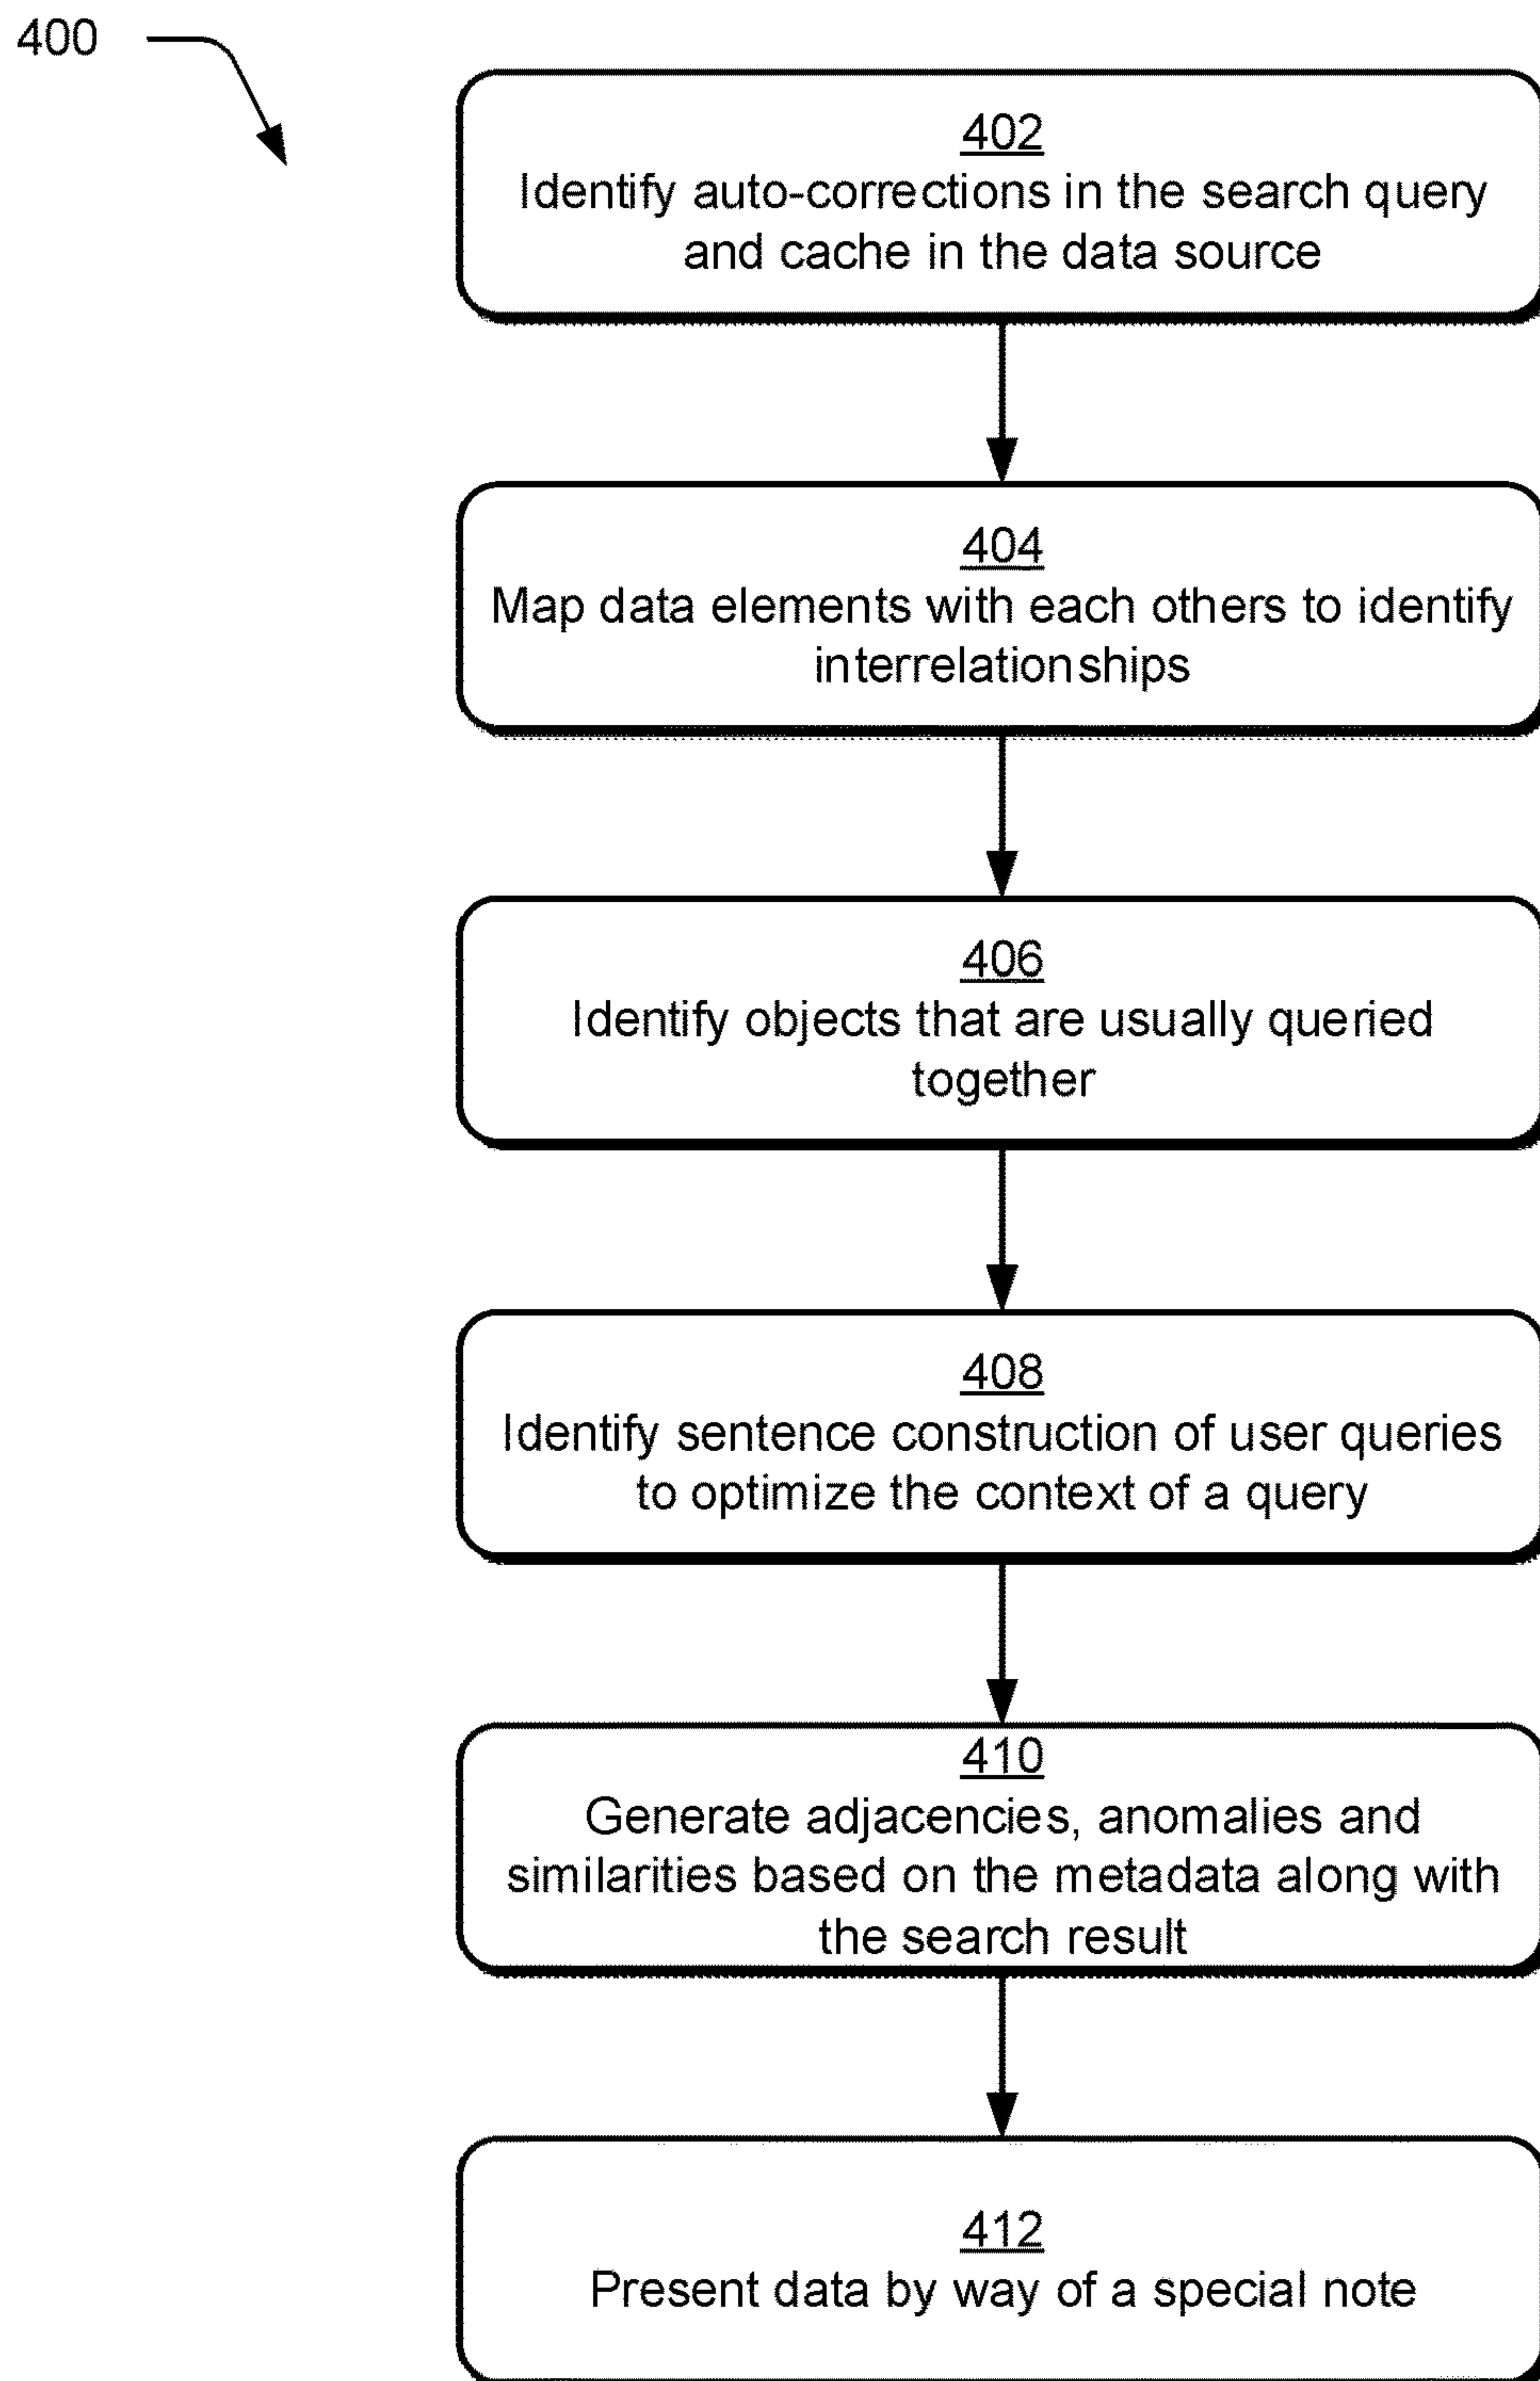 400
402
Identify auto-corrections in the search query
and cache in the data source
404
Map data elements with each others to identify
interrelationships
406
Identify objects that are usually queried
together
408
Identify sentence construction of user queries
to optimize the context of a query
410
Generate adjacencies, anomalies and
similarities based on the metadata along with
the search result
412
Present data by way of a special note